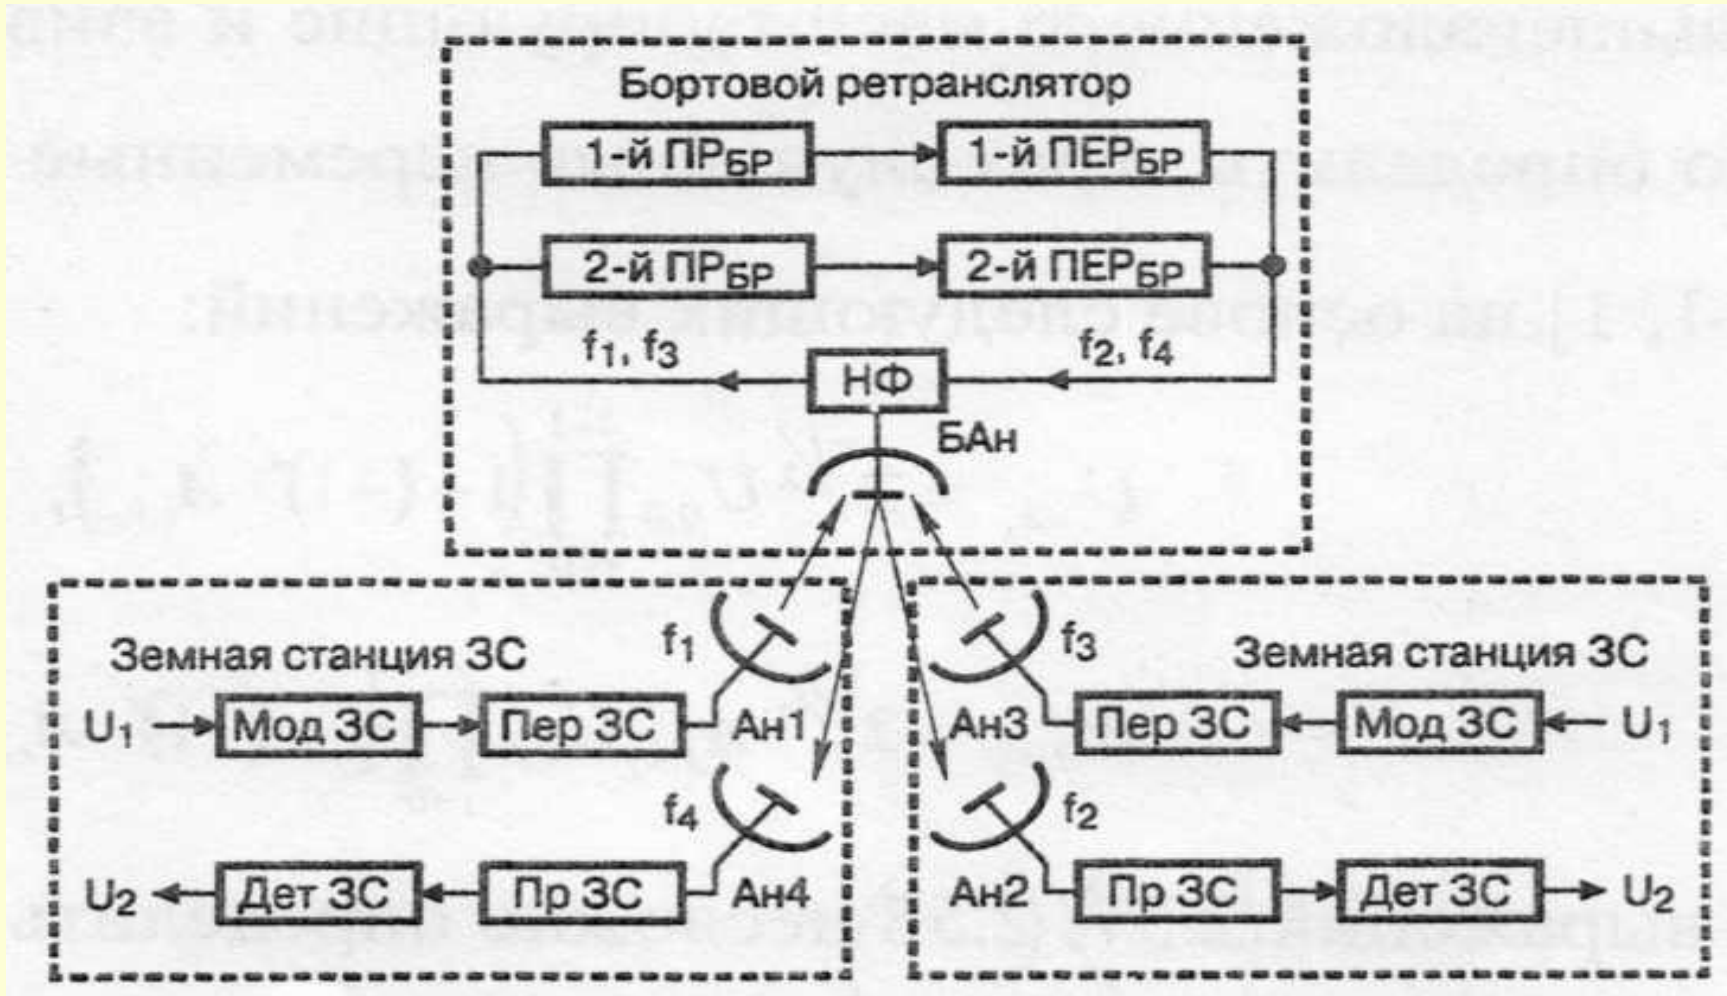 Бортовой ретранслятор
1-й ПРБР
1-й ПЕРБР
2-й ПРБР
2-й ПЕРБР
f1, f3
f2, f4
НФ
БАн
Земная станция ЗС
f1
U1
Мод ЗС
Пер ЗС
Ан1
f4
U2
Дет ЗС
Пр ЗС
Ан4
f3
Земная станция ЗС
Ан3
Пер ЗС
Мод ЗС
U1
f2
Ан2
Пр ЗС
Дет ЗС
U2